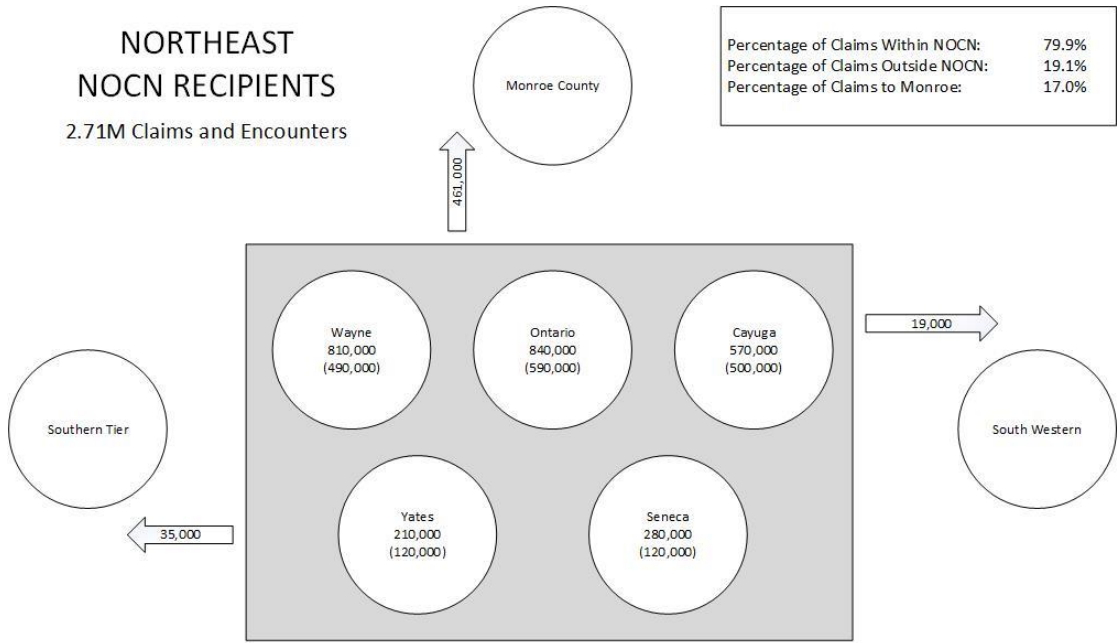 NORTHEAST
NOCN RECIPIENTS
2.71M Claims and Encounters
Percentage of Claims Within NOCN: 79.9%
Percentage of Claims Outside NOCN: 19.1%
Percentage of Claims to Monroe: 17.0%
Monroe County
461,000
Wayne
810,000
(490,000)
Ontario
840,000
(590,000)
Cayuga
570,000
(500,000)
19,000
Southern Tier
South Western
Yates
210,000
(120,000)
Seneca
280,000
(120,000)
35,000